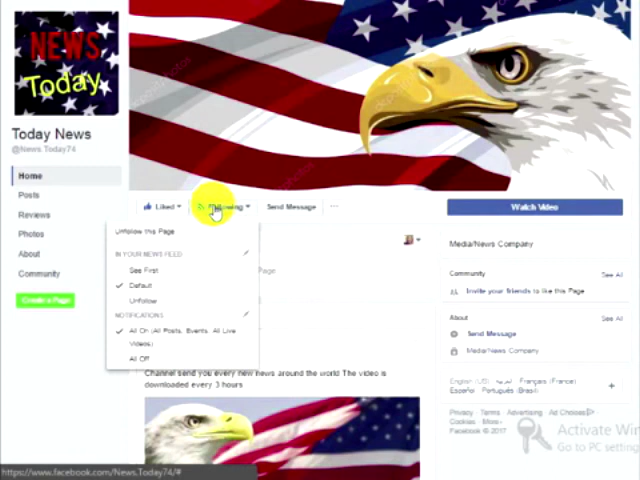 NEWS
Today
Today News
@News.Today74
Home
Posts
Reviews
Photos
About
Community
Create a Page
Liked
Following
Send Message
Watch Video
Unfollow this Page
IN YOUR NEWS FEED
See First
Default
Unfollow
NOTIFICATIONS
All On (All Posts, Events, All Live
Videos)
All Off
Page
Channel send you every new news around the world The video is
downloaded every 3 hours
Media/News Company
Community
See All
Invite your friends to like this Page
About
See All
Send Message
Media/News Company
English (US) · العربية · Français (France) ·
Español · Português (Brasil)
Privacy · Terms · Advertising · Ad Choices
Cookies · More
Facebook © 2017
Activate Win
Go to PC setting
https://www.facebook.com/News.Today74/#